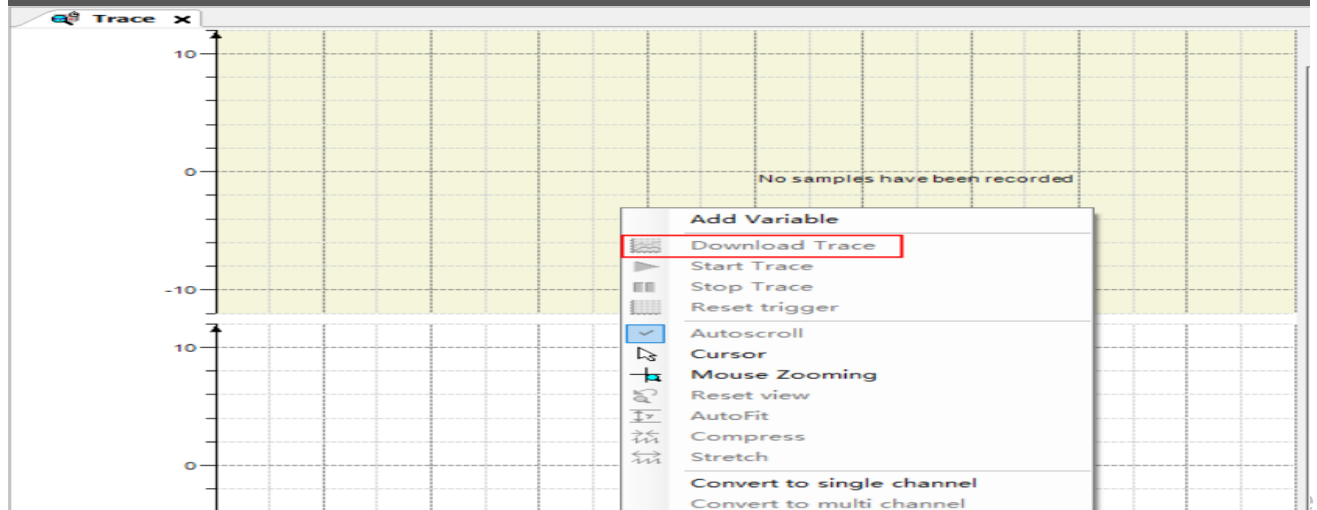 Trace x
10
0
No samples have been recorded
Add Variable
Download Trace
Start Trace
Stop Trace
-10
Reset trigger
Autoscroll
10
Cursor
Mouse Zooming
Reset view
AutoFit
Compress
Stretch
0
Convert to single channel
Convert to multi channel